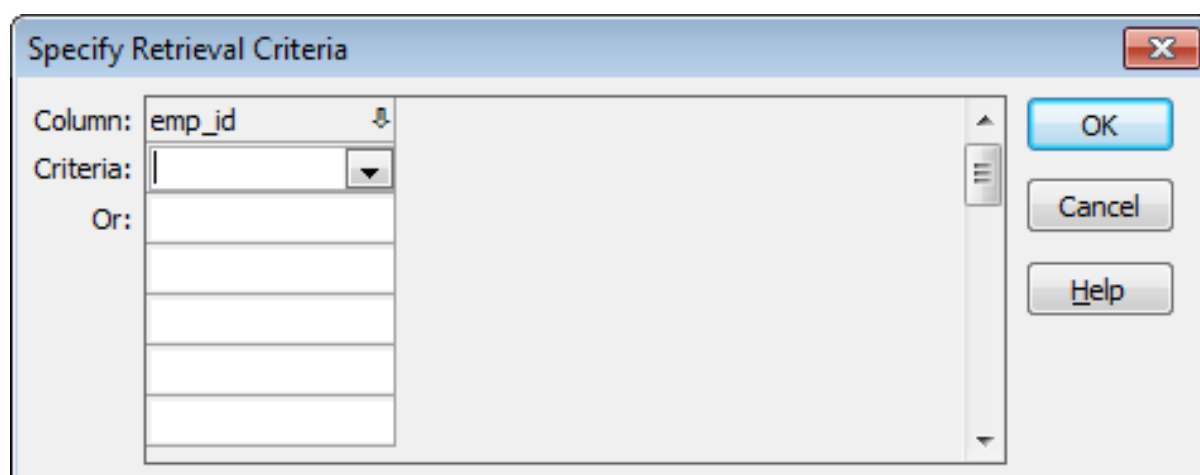 Specify Retrieval Criteria
Column: emp_id
OK
Criteria:
Cancel
Or:
Help